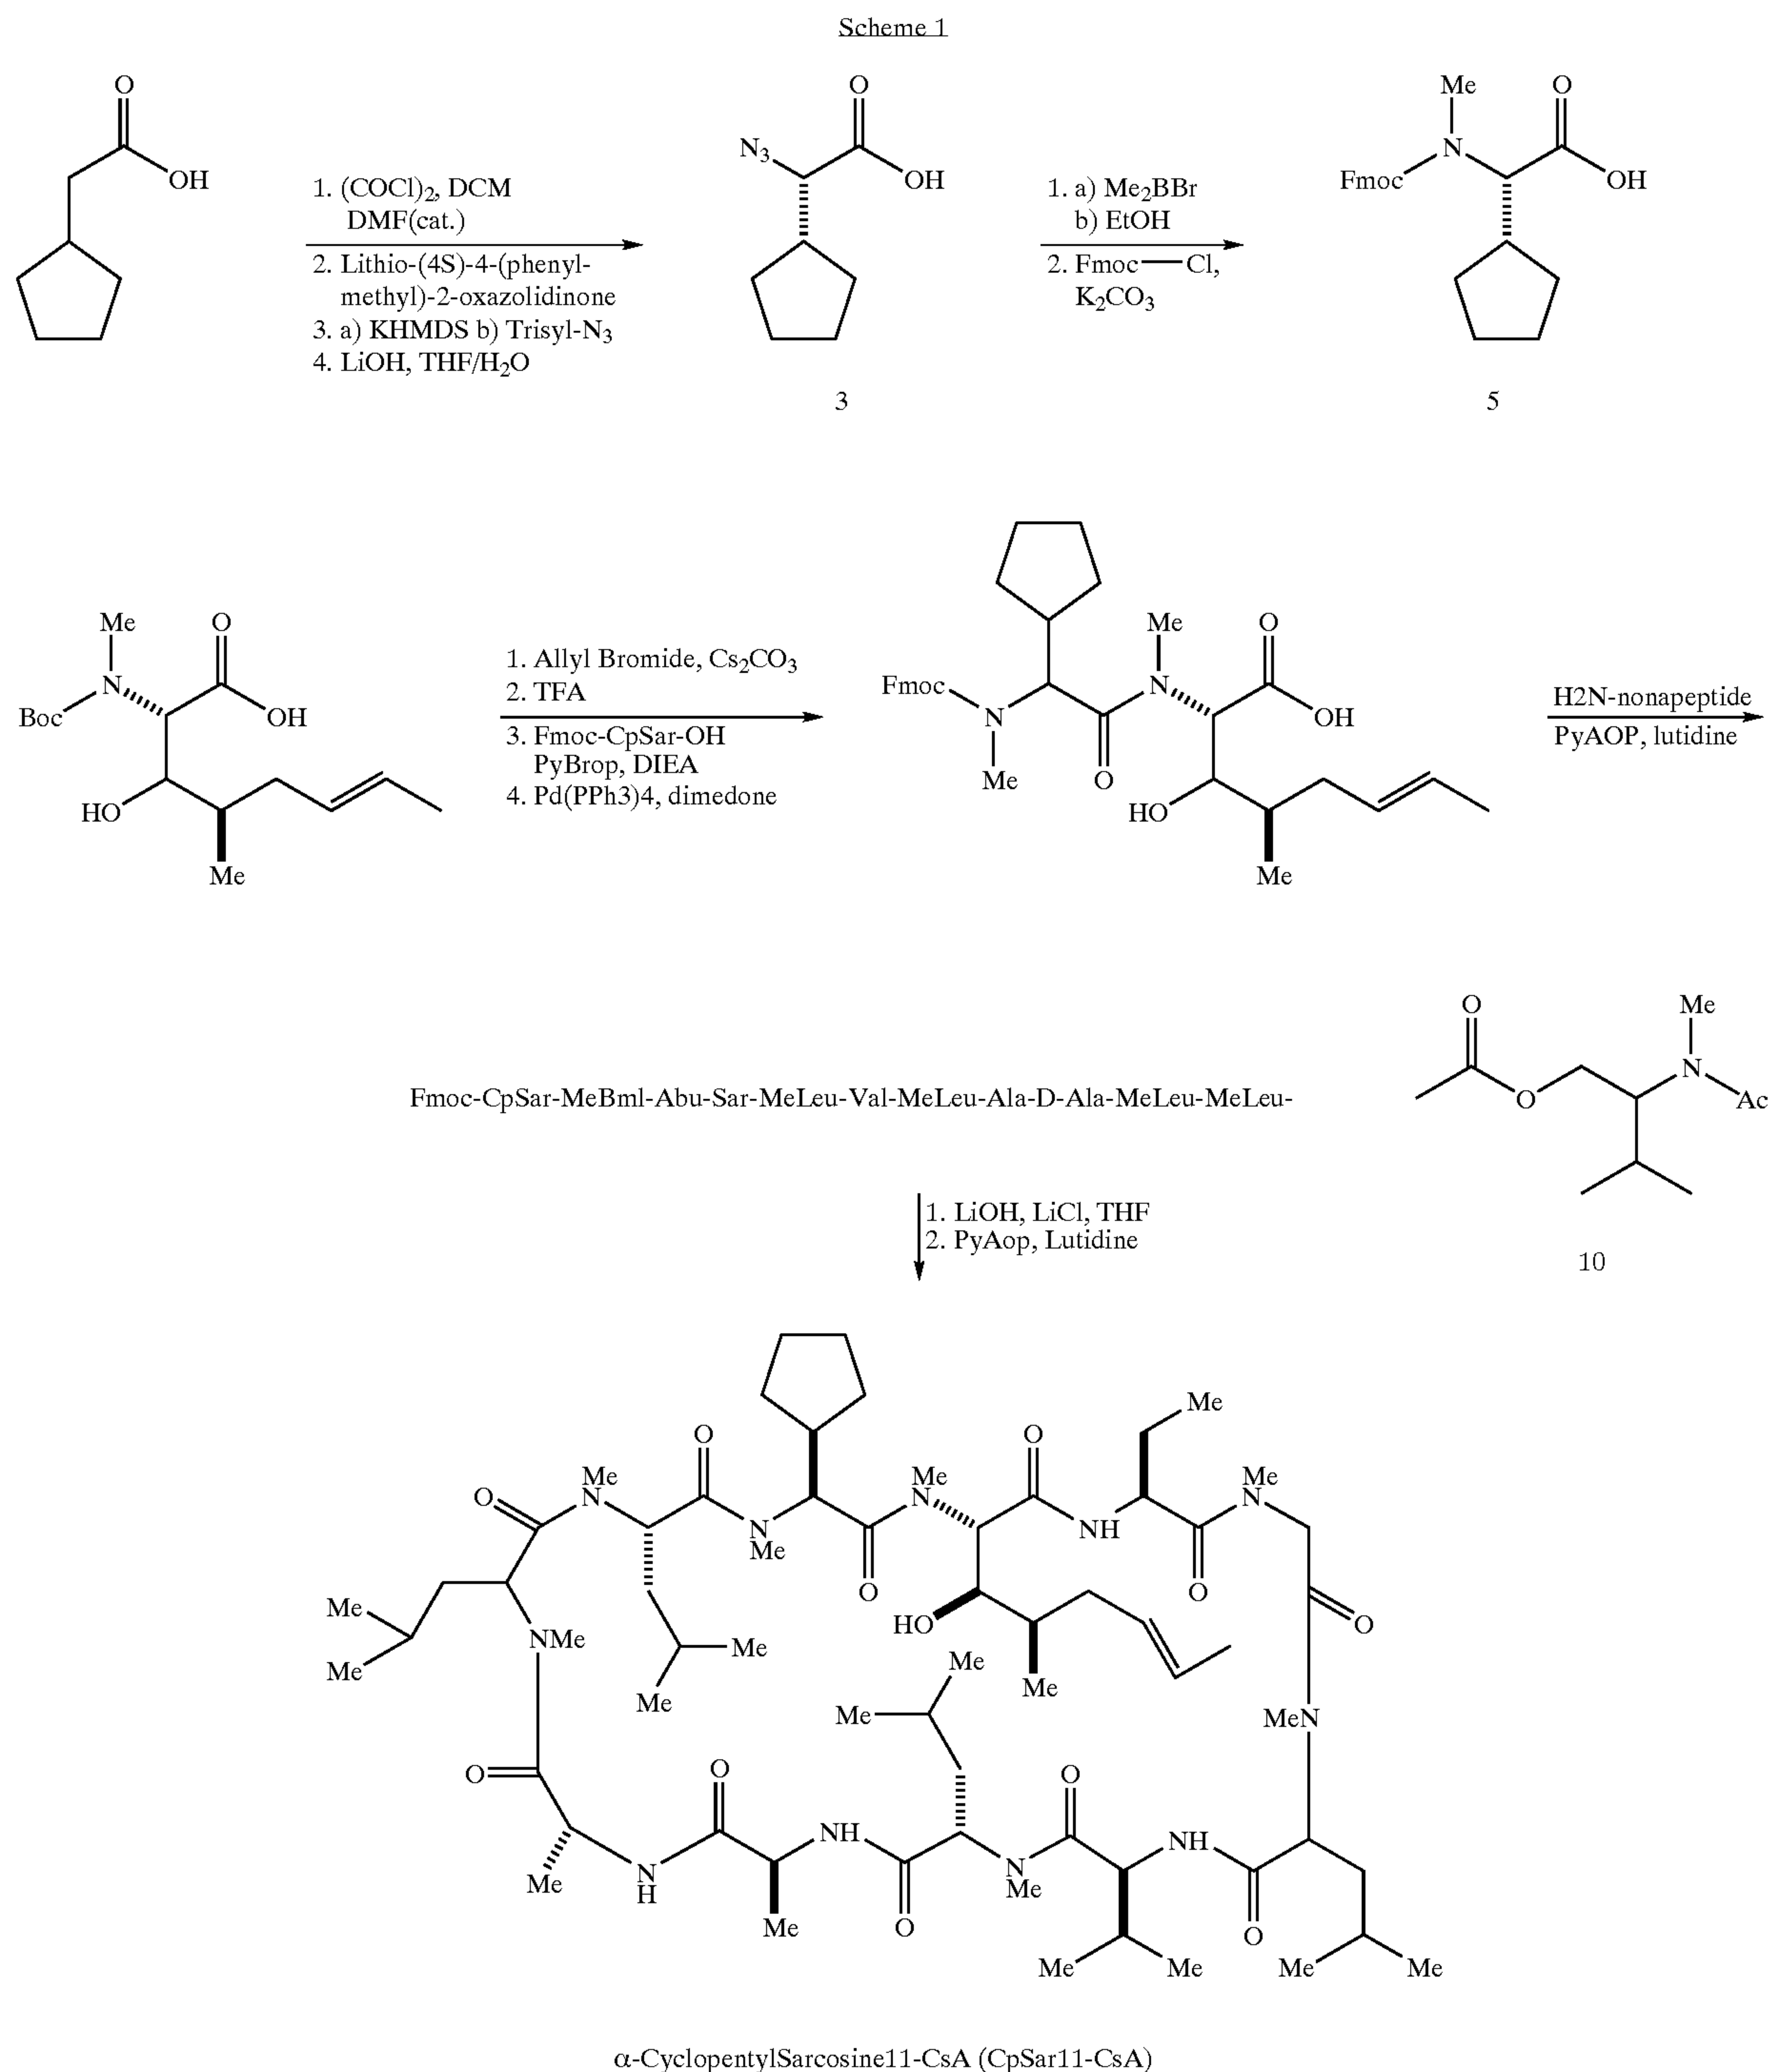 Scheme 1
O
OH
1. (COCl)2, DCM
DMF(cat.)
2. Lithio-(4S)-4-(phenyl-
methyl)-2-oxazolidinone
3. a) KHMDS b) Trisyl-N3
4. LiOH, THF/H2O
O
N3
OH
3
1. a) Me2BBr
b) EtOH
2. Fmoc—Cl,
K2CO3
Me
O
N
Fmoc
OH
5
Me
O
N
Boc
OH
HO
Me
1. Allyl Bromide, Cs2CO3
2. TFA
3. Fmoc-CpSar-OH
PyBrop, DIEA
4. Pd(PPh3)4, dimedone
Me
O
Fmoc
N
N
OH
Me
O
HO
Me
H2N-nonapeptide
PyAOP, lutidine
Fmoc-CpSar-MeBml-Abu-Sar-MeLeu-Val-MeLeu-Ala-D-Ala-MeLeu-MeLeu-
O
Me
N
O
Ac
10
1. LiOH, LiCl, THF
2. PyAop, Lutidine
Me
O
O
Me
O
Me
Me
Me
O
N
N
N
N
NH
Me
O
O
O
Me
NMe
HO
Me
Me
Me
Me
Me
Me
MeN
O
O
O
NH
NH
Me
N
H
N
Me
Me
O
O
Me
Me
Me
Me
α-CyclopentylSarcosine11-CsA (CpSar11-CsA)